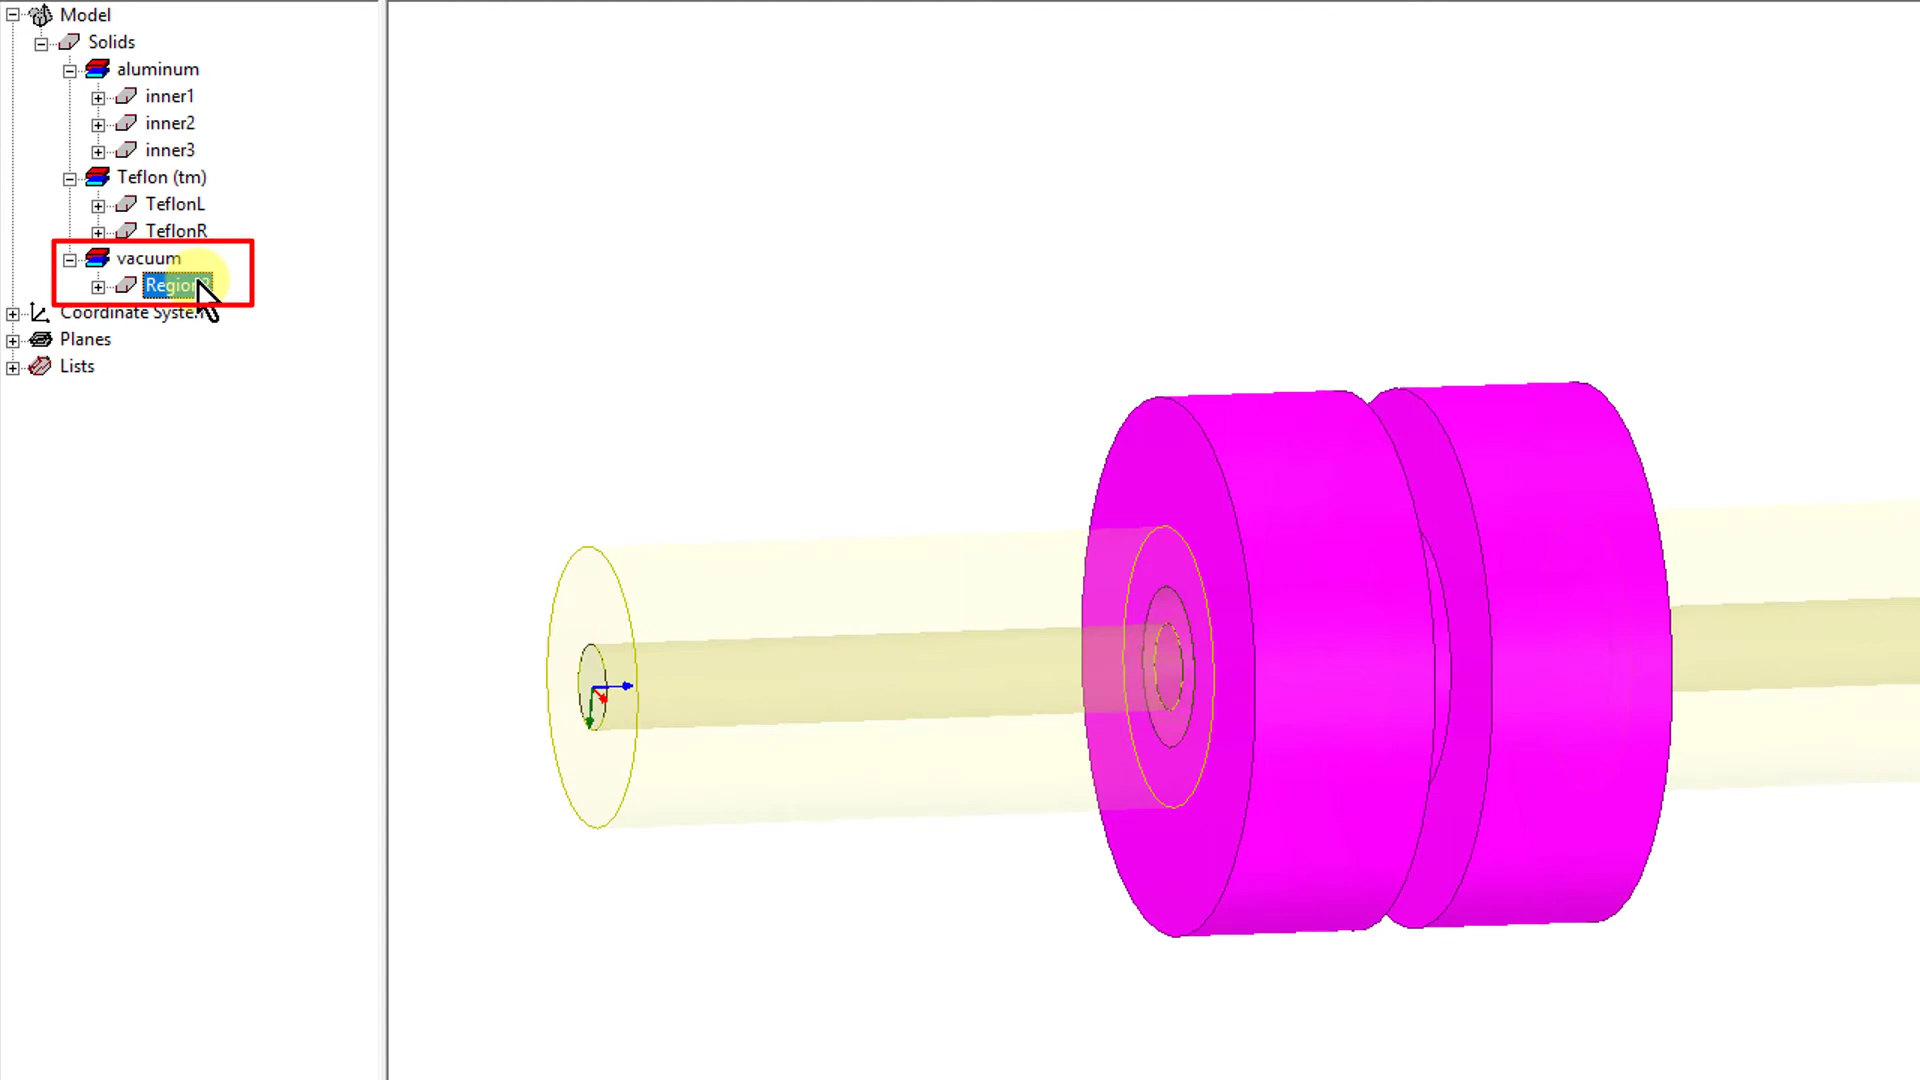 Model
Solids
aluminum
inner1
inner2
inner3
Teflon (tm)
TeflonL
TeflonR
vacuum
Coordinate
Planes
Lists